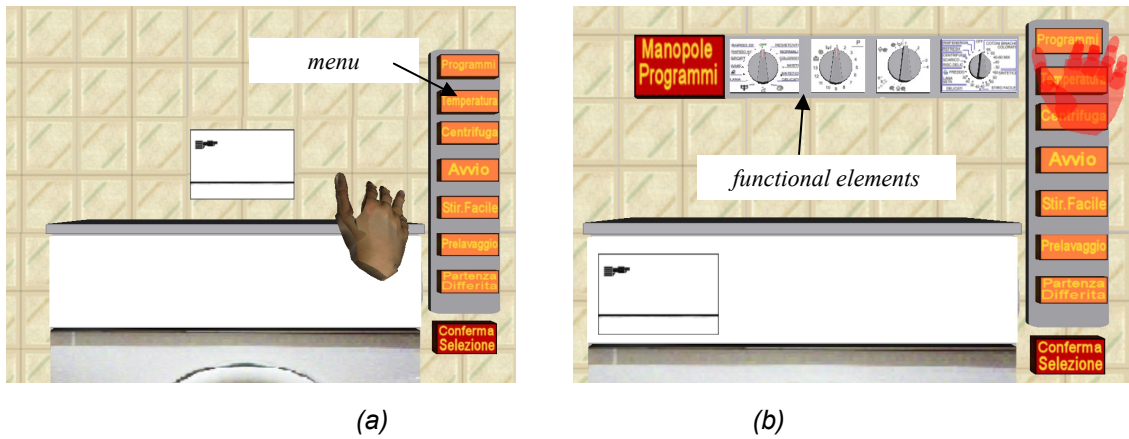 menu
Programmi
Temperatura
Centrifuga
Avvio
Stir.Facile
Prelavaggio
Partenza
Differita
Conferma
Selezione
(a)
Manopole
Programmi
functional elements
Programmi
Temperatura
Centrifuga
Avvio
Stir.Facile
Prelavaggio
Partenza
Differita
Conferma
Selezione
(b)